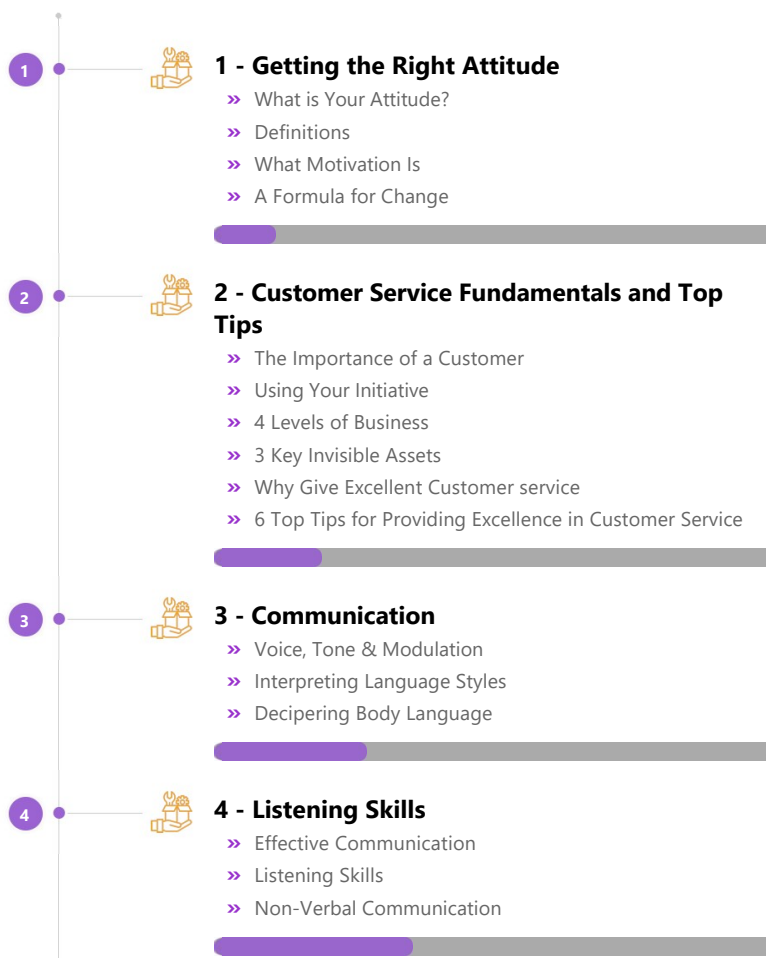 1
1 - Getting the Right Attitude
» What is Your Attitude?
» Definitions
» What Motivation Is
» A Formula for Change
2
2 - Customer Service Fundamentals and Top
Tips
» The Importance of a Customer
» Using Your Initiative
» 4 Levels of Business
» 3 Key Invisible Assets
» Why Give Excellent Customer service
» 6 Top Tips for Providing Excellence in Customer Service
3
3 - Communication
» Voice, Tone & Modulation
» Interpreting Language Styles
» Decipering Body Language
4
4 - Listening Skills
» Effective Communication
» Listening Skills
» Non-Verbal Communication